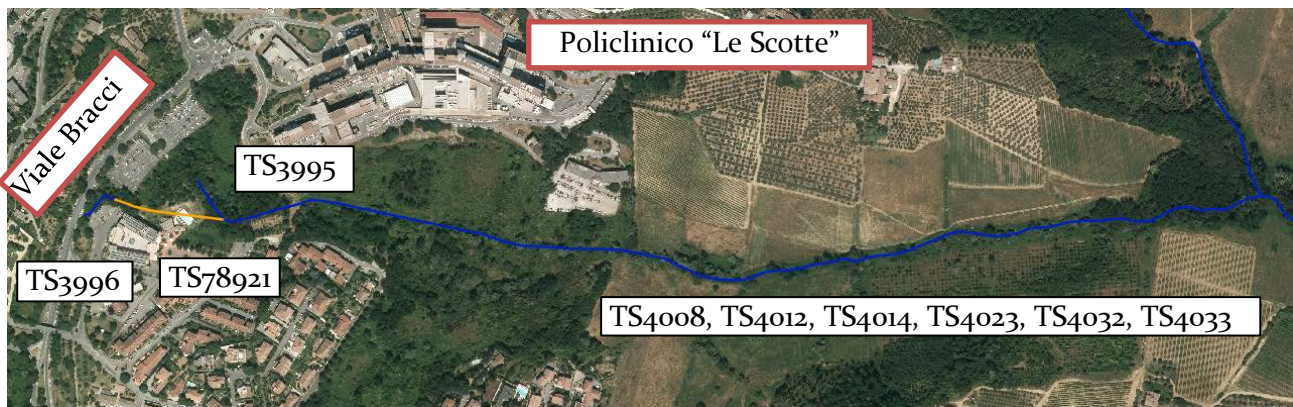 Policlinico “Le Scotte”
Viale Bracci
TS3995
TS3996
TS78921
TS4008, TS4012, TS4014, TS4023, TS4032, TS4033